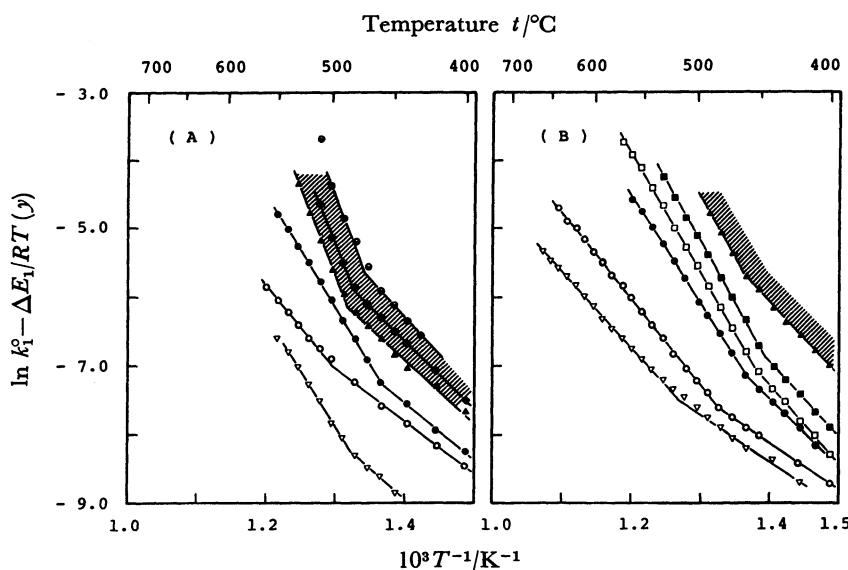 Temperature t/°C
700 600 500 400 700 600 500 400
- 3.0
( A ) ( B )
- 5.0
- 7.0
- 9.0
ln k₁° − ΔE₁/RT (y)
1.0 1.2 1.4 1.0 1.2 1.4 1.5
10³ T⁻¹/K⁻¹